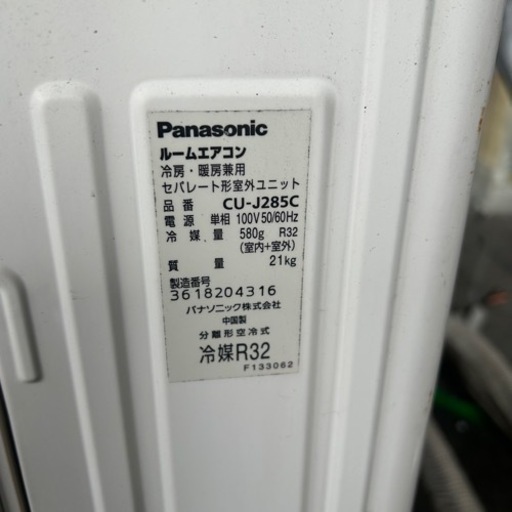 Panasonic
ルームエアコン
冷房・暖房兼用
セパレート形室外ユニット
品番 CU-J285C
電源 単相 100V 50/60Hz
冷媒量 580g R32
(室内+室外)
質量 21kg
製造番号
3618204316
パナソニック株式会社
中国製
分離形空冷式
冷媒R32
F133062